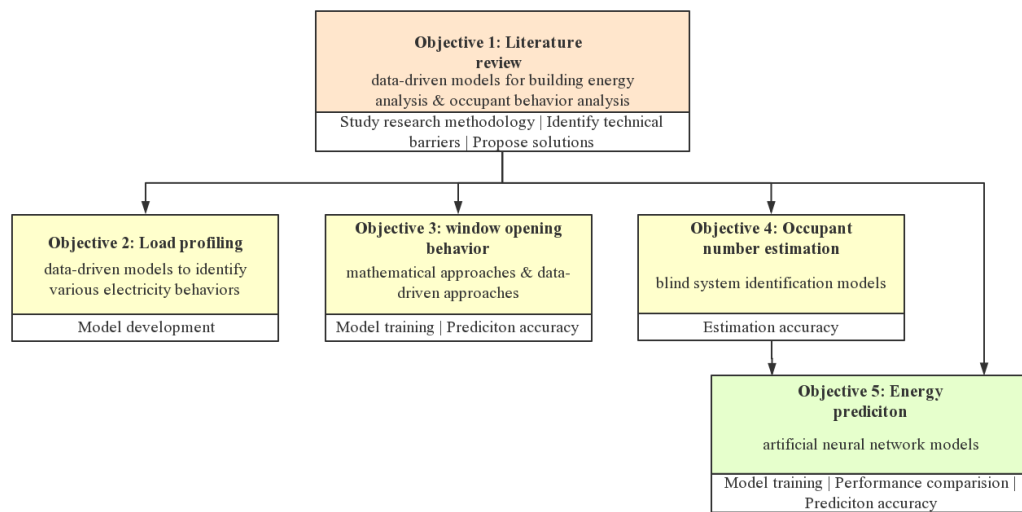 Objective 1: Literature
review
data-driven models for building energy
analysis & occupant behavior analysis
Study research methodology | Identify technical
barriers | Propose solutions
Objective 2: Load profiling
data-driven models to identify
various electricity behaviors
Model development
Objective 3: window opening
behavior
mathematical approaches & data-
driven approaches
Model training | Prediciton accuracy
Objective 4: Occupant
number estimation
blind system identification models
Estimation accuracy
Objective 5: Energy
prediciton
artificial neural network models
Model training | Performance comparision |
Prediciton accuracy